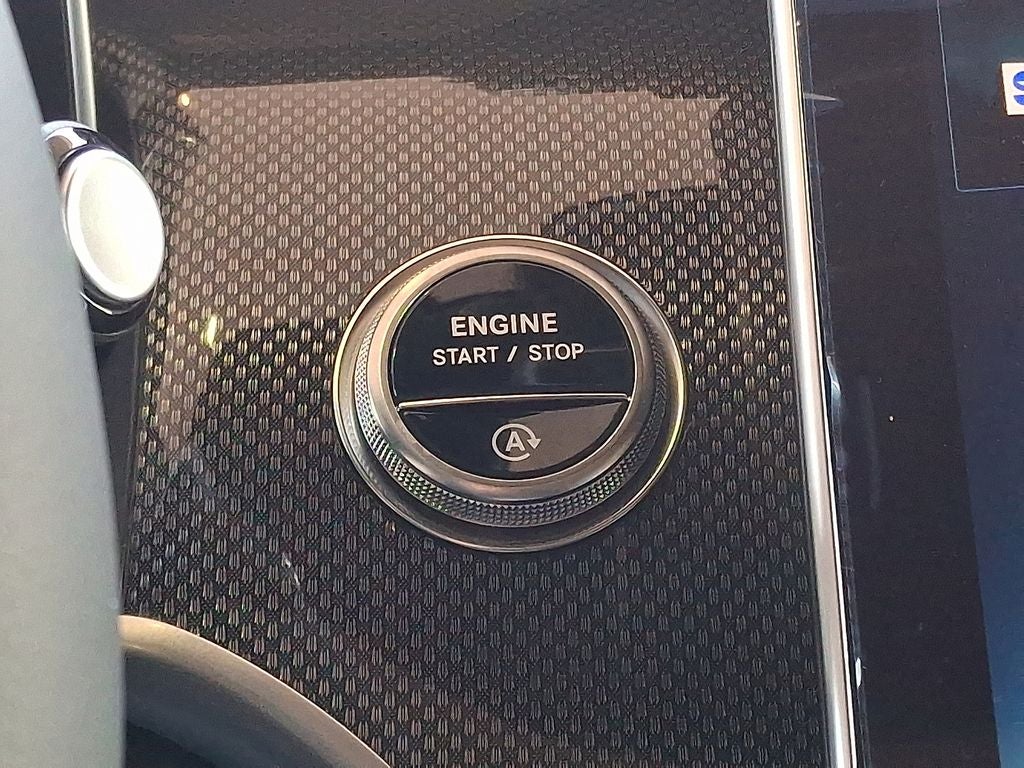 ENGINE
START / STOP
A